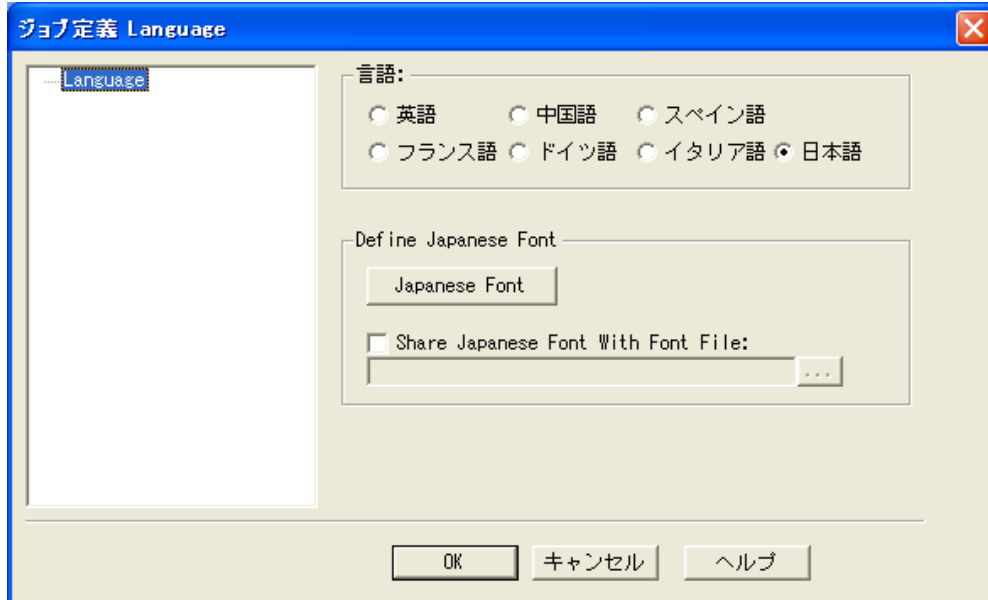 ジョブ定義 Language
Language
言語:
英語 中国語 スペイン語
フランス語 ドイツ語 イタリア語 日本語
Define Japanese Font
Japanese Font
Share Japanese Font With Font File:
...
OK キャンセル ヘルプ